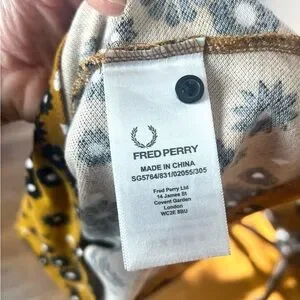 FRED PERRY
MADE IN CHINA
SG5764/831/02055/305
Fred Perry Ltd
14 James St
Covent Garden
London
WC2E 8BU